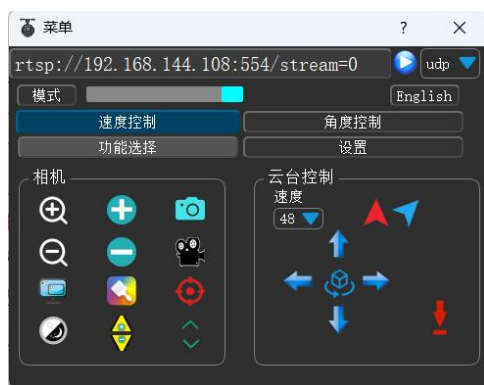 菜单
rtsp://192.168.144.108:554/stream=0 udp
模式 English
速度控制 角度控制
功能选择 设置
相机 云台控制
速度
48